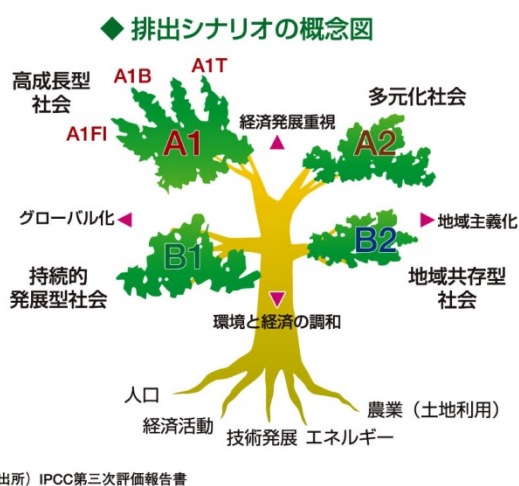 ◆ 排出シナリオの概念図
高成長型
社会
A1B
A1T
A1FI
A1
経済発展重視
多元化社会
A2
グローバル化
地域主義化
B1
B2
持続的
発展型社会
地域共存型
社会
環境と経済の調和
人口
経済活動
技術発展
エネルギー
農業（土地利用）
出所）IPCC第三次評価報告書